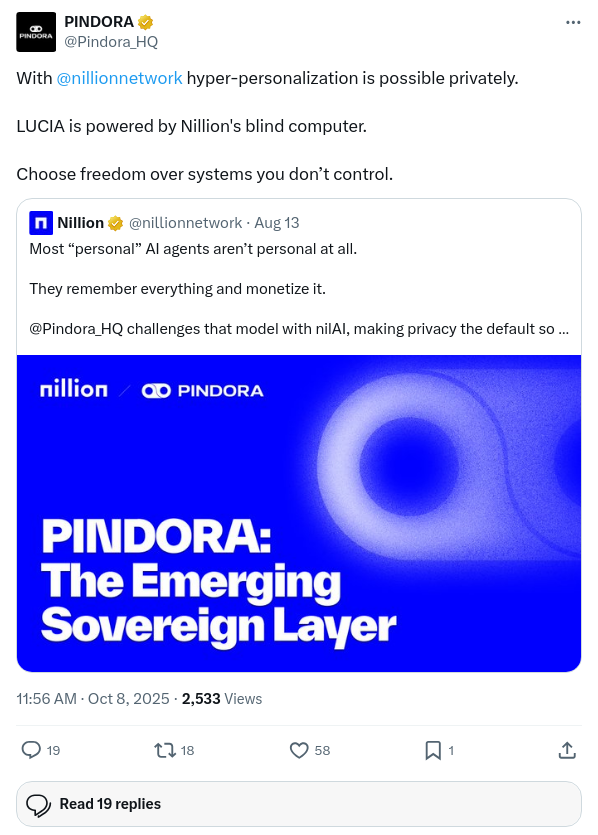 PINDORA
@Pindora_HQ
PINDORA
With @nillionnetwork hyper-personalization is possible privately.
LUCIA is powered by Nillion's blind computer.
Choose freedom over systems you don’t control.
Nillion @nillionnetwork · Aug 13
Most “personal” AI agents aren’t personal at all.
They remember everything and monetize it.
@Pindora_HQ challenges that model with nilAI, making privacy the default so ...
nillion / PINDORA
PINDORA:
The Emerging
Sovereign Layer
11:56 AM · Oct 8, 2025 · 2,533 Views
19 18 58 1
Read 19 replies